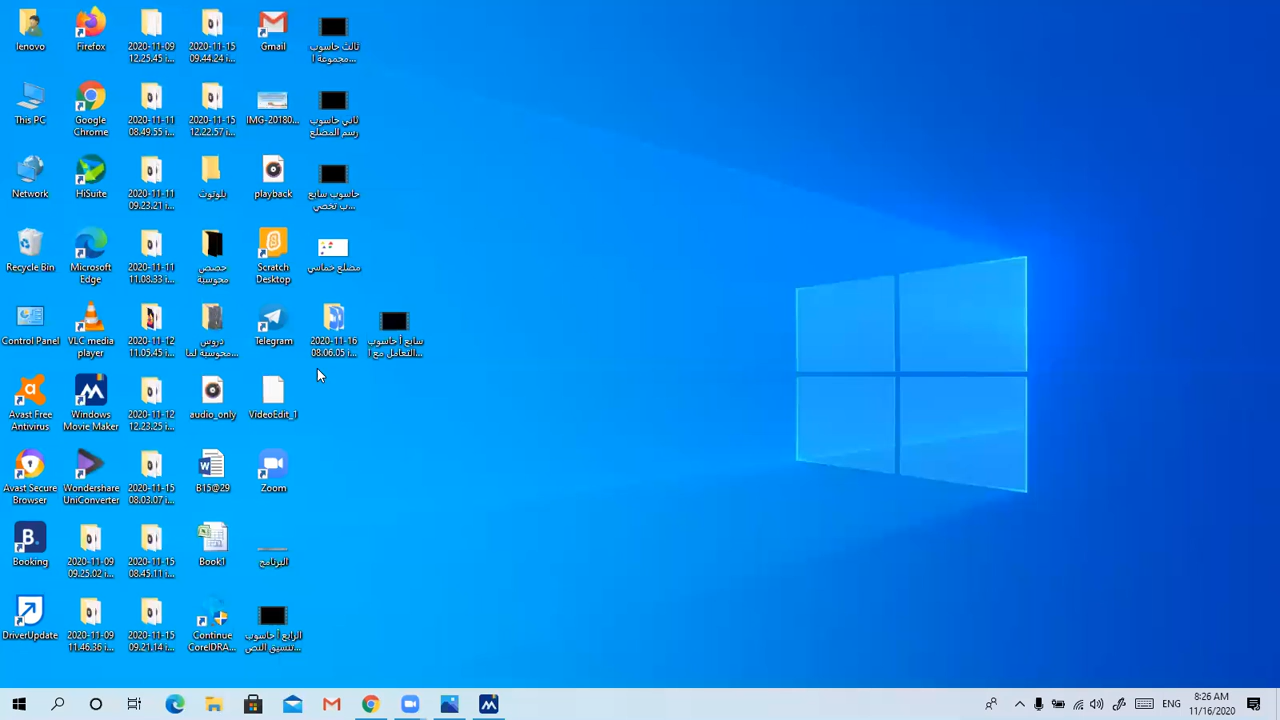 lenovo
Firefox
2020-11-09
12.25.45 i...
2020-11-15
09.44.24 i...
Gmail
ثالث حاسوب
مجموعة ا...
This PC
Google
Chrome
2020-11-11
08.49.55 i...
2020-11-15
12.22.57 i...
IMG-20180...
ثاني حاسوب
رسم المضلع
Network
HiSuite
2020-11-11
09.23.21 i...
بلوتوث
playback
حاسوب سابع
ب تخصي...
Recycle Bin
Microsoft
Edge
2020-11-11
11.08.33 i...
حصص
محوسبة
Scratch
Desktop
مضلع خماسي
Control Panel
VLC media
player
2020-11-12
11.05.45 i...
دروس
محوسبة لما...
Telegram
2020-11-16
08.06.05 i...
سابع أ حاسوب
التعامل مع ا...
Avast Free
Antivirus
Windows
Movie Maker
2020-11-12
12.23.25 i...
audio_only
VideoEdit_1
Avast Secure
Browser
Wondershare
UniConverter
2020-11-15
08.03.07 i...
B15@29
Zoom
Booking
2020-11-09
09.25.02 i...
2020-11-15
08.45.11 i...
Book1
البرنامج
DriverUpdate
2020-11-09
11.46.36 i...
2020-11-15
09.21.14 i...
Continue
CorelDRA...
الرابع أ حاسوب
تنسيق النص...
ENG
8:26 AM
11/16/2020